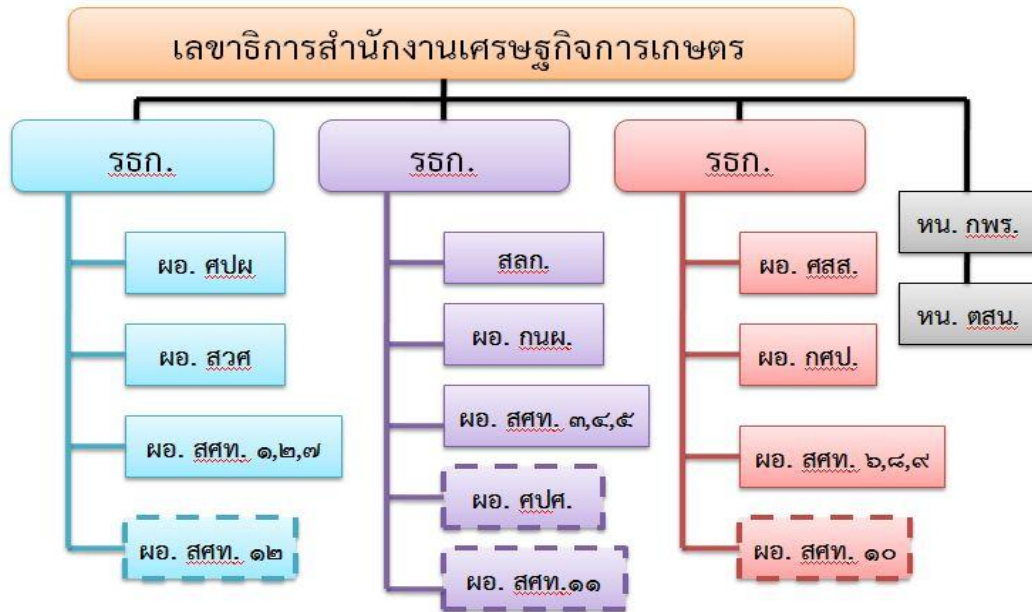 เลขาธิการสำนักงานเศรษฐกิจการเกษตร
รธก.
ผอ. ศปผ
ผอ. สวศ
ผอ. สศท. ๑,๒,๗
ผอ. สศท. ๑๒
รธก.
สลก.
ผอ. กนผ.
ผอ. สศท. ๓,๔,๕
ผอ. ศปศ.
ผอ. สศท.๑๑
รธก.
ผอ. ศสส.
ผอ. กศป.
ผอ. สศท. ๖,๘,๙
ผอ. สศท. ๑๐
หน. กพร.
หน. ตสน.